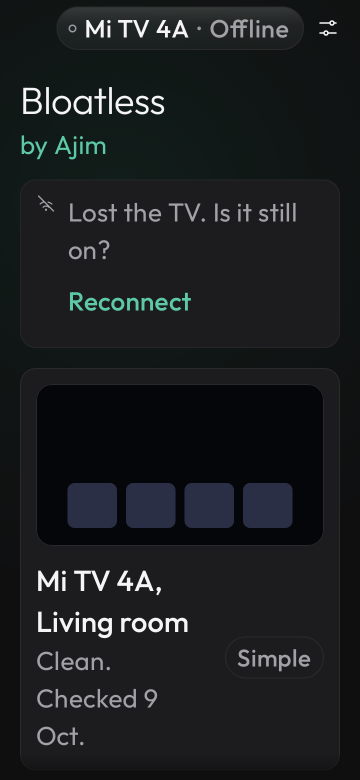 Mi TV 4A · Offline
Bloatless
by Ajim
Lost the TV. Is it still
on?
Reconnect
Mi TV 4A,
Living room
Clean.
Checked 9
Oct.
Simple